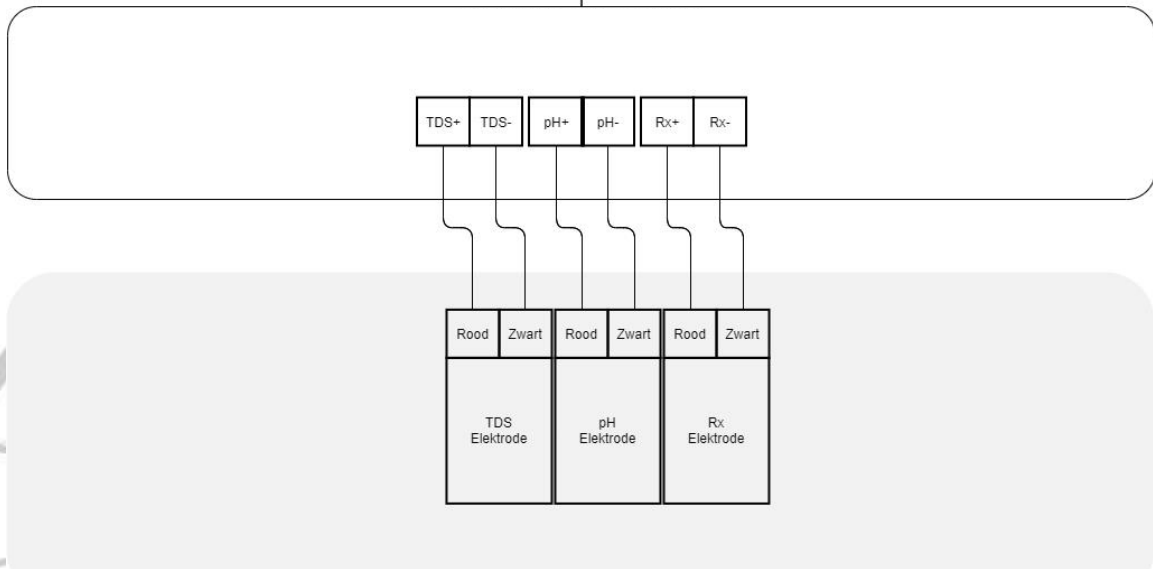 TDS+ TDS- pH+ pH- Rx+ Rx-
Rood Zwart Rood Zwart Rood Zwart
TDS
Elektrode
pH
Elektrode
Rx
Elektrode